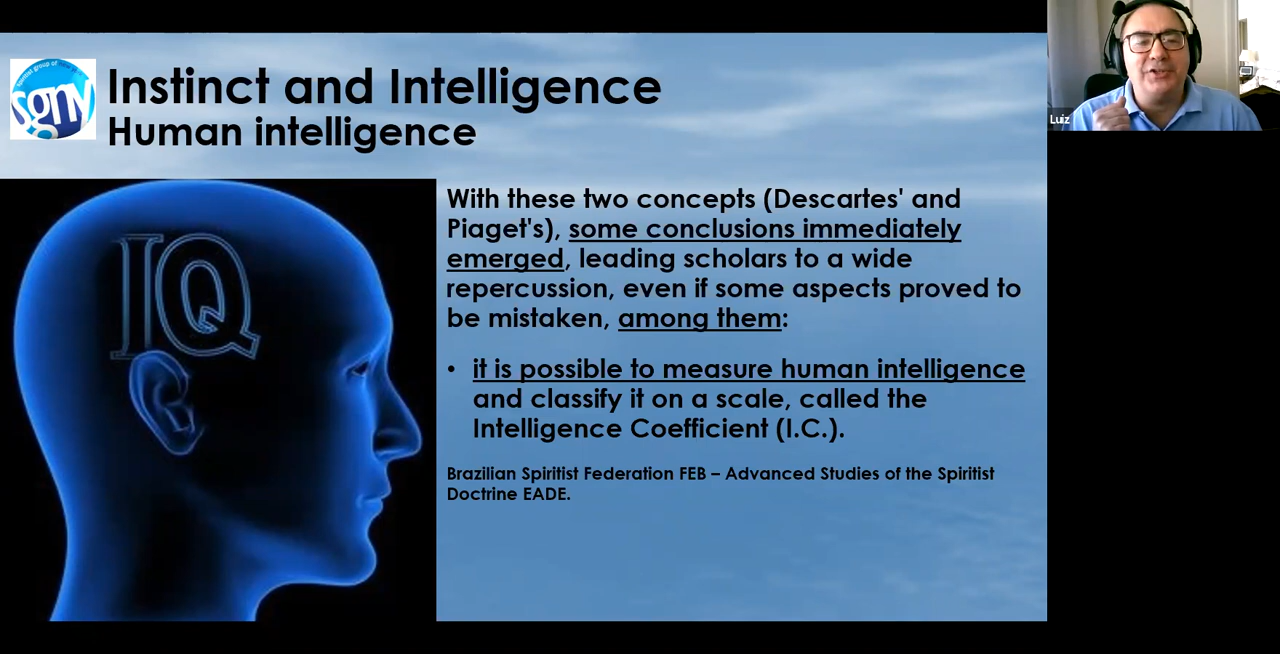 Instinct and Intelligence
Human intelligence
sgny
IQ
With these two concepts (Descartes' and
Piaget's), some conclusions immediately
emerged, leading scholars to a wide
repercussion, even if some aspects proved to
be mistaken, among them:
• it is possible to measure human intelligence
and classify it on a scale, called the
Intelligence Coefficient (I.C.).
Brazilian Spiritist Federation FEB – Advanced Studies of the Spiritist
Doctrine EADE.
Luiz